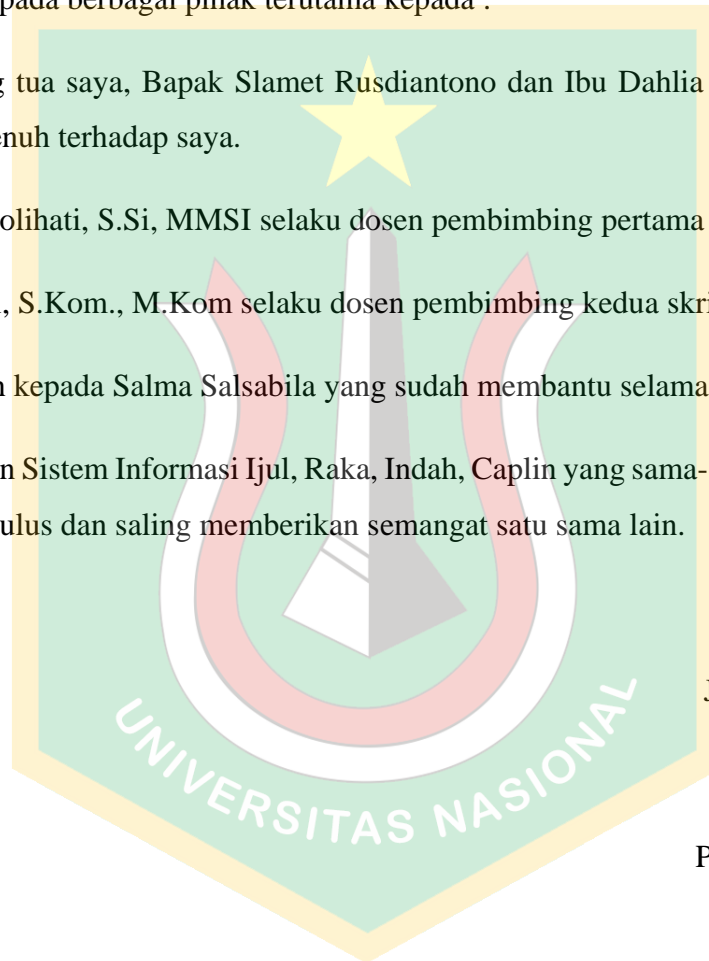 pada berbagai pihak terutama kepada :
g tua saya, Bapak Slamet Rusdiantono dan Ibu Dahlia
enuh terhadap saya.
olihati, S.Si, MMSI selaku dosen pembimbing pertama
, S.Kom., M.Kom selaku dosen pembimbing kedua skri
n kepada Salma Salsabila yang sudah membantu selama
n Sistem Informasi Ijul, Raka, Indah, Caplin yang sama-
ulus dan saling memberikan semangat satu sama lain.
J
UNIVERSITAS NASIONAL
P